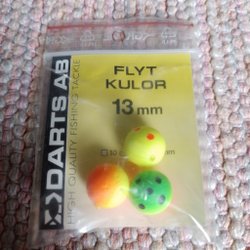 FLYT
KULOR
13 mm
DARTS AB
HIGH QUALITY FISHING TACKLE